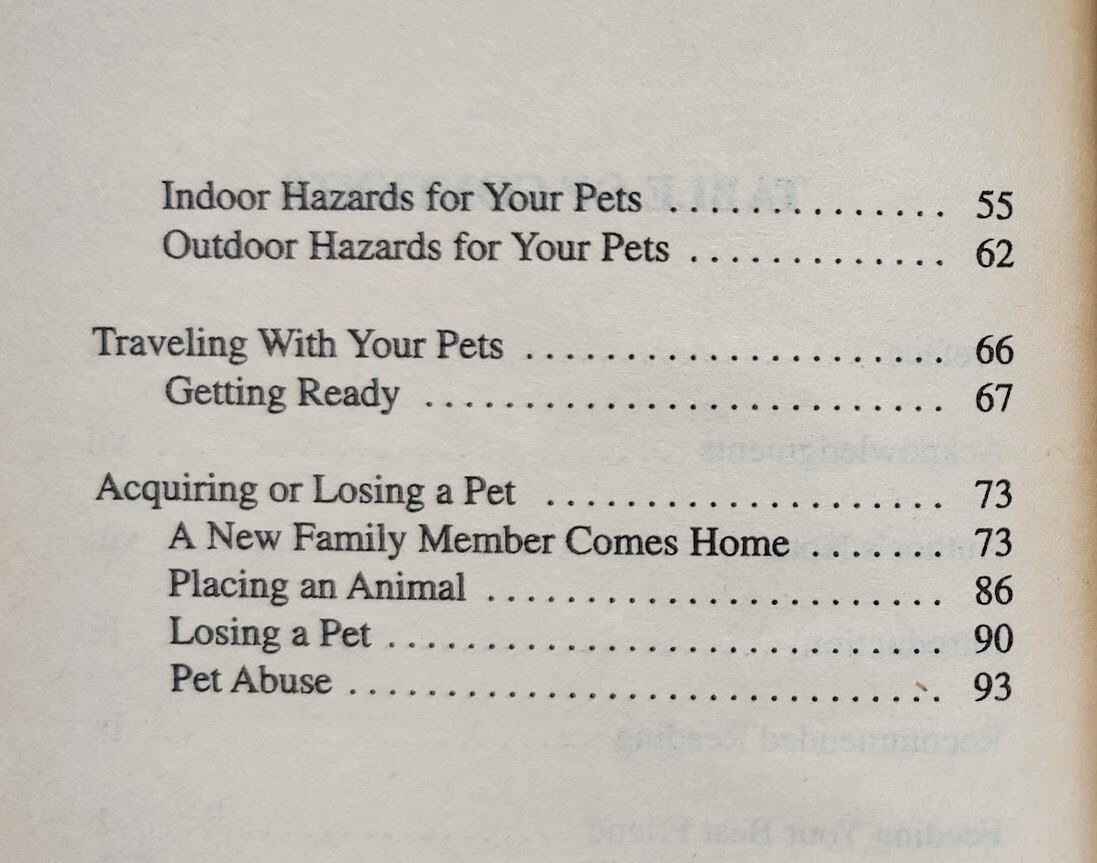 Indoor Hazards for Your Pets .............. 55
Outdoor Hazards for Your Pets ............. 62
Traveling With Your Pets ..................... 66
Getting Ready .......................... 67
Acquiring or Losing a Pet .................... 73
A New Family Member Comes Home ....... 73
Placing an Animal ....................... 86
Losing a Pet ............................ 90
Pet Abuse .............................. 93